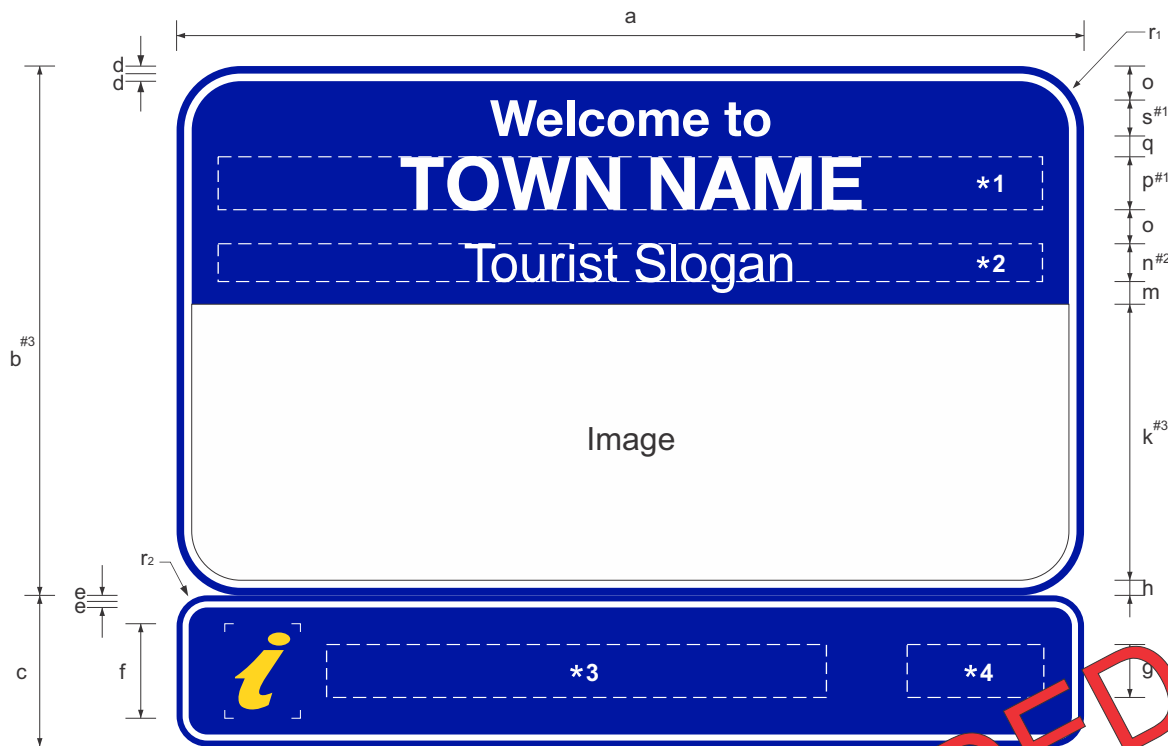 a
r₁
d
d
o
Welcome to
s#1
q
TOWN NAME
*1
p#1
o
Tourist Slogan
*2
n#2
m
b#3
Image
k#3
r₂
h
e
e
c
f
i
*3
*4
g